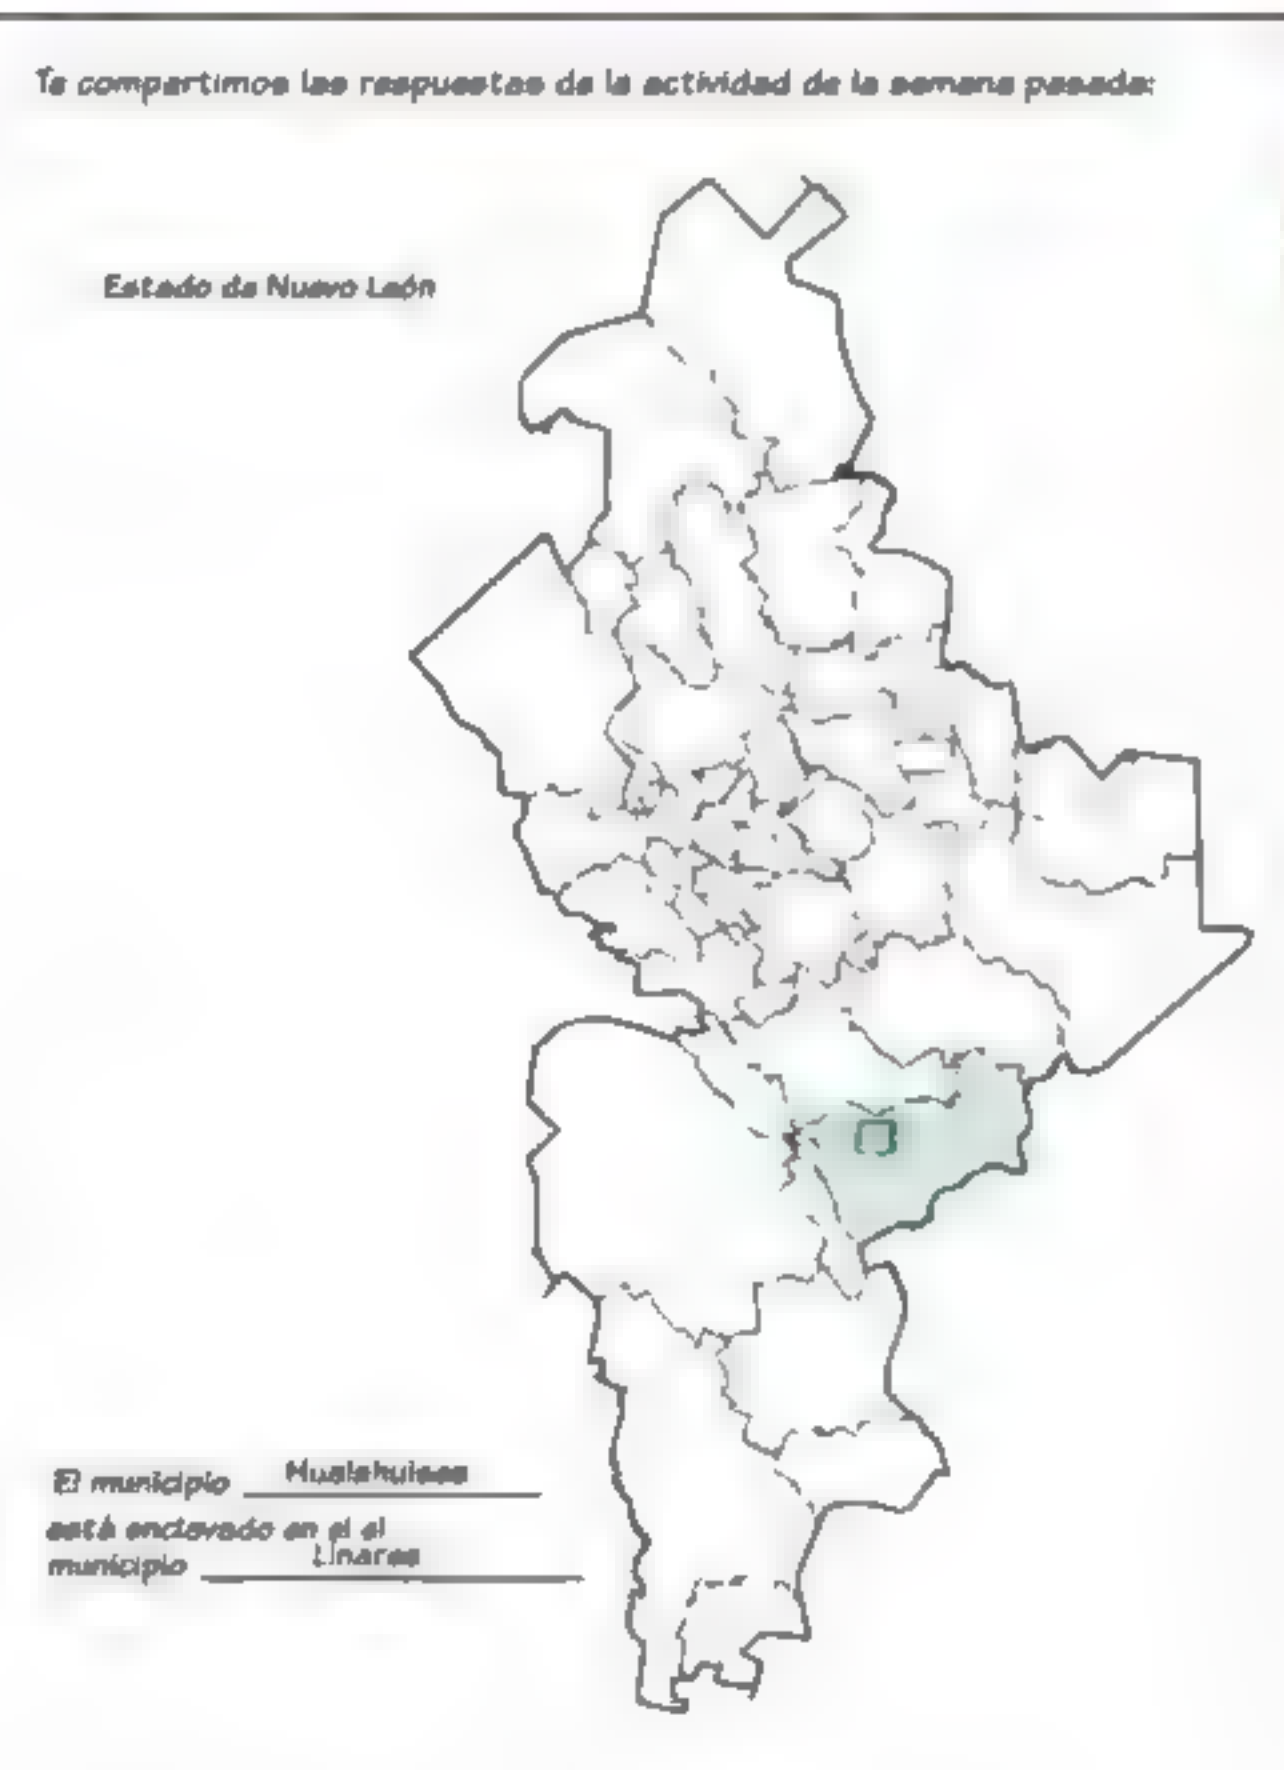 Te compartimos las respuestas de la actividad de la semana pasada:
Estado de Nuevo León
El municipio Hualahuises
está enclavado en el el
municipio Linares